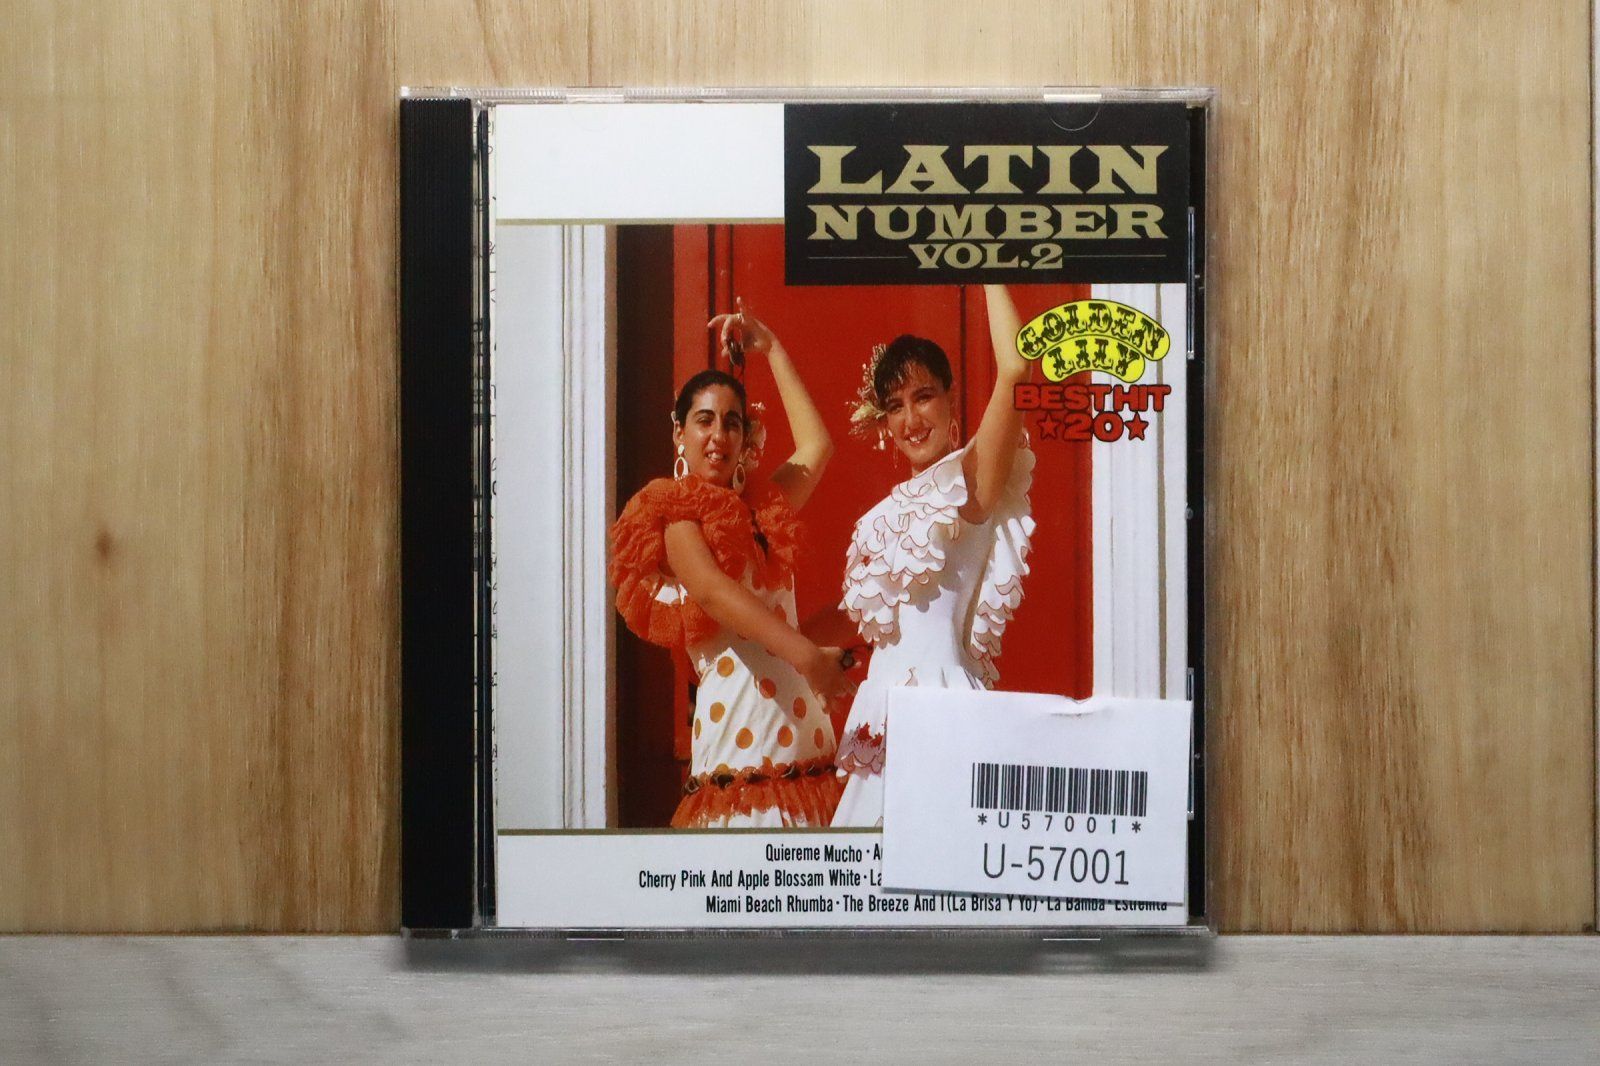 LATIN
NUMBER
VOL.2
GOLDEN
LILY
BEST HIT
★20★
*U57001*
U-57001
Quiereme Mucho・
Cherry Pink And Apple Blossam White・La
Miami Beach Rhumba・The Breeze And I (La Brisa Y Yo)・La Bamba・Estrellita